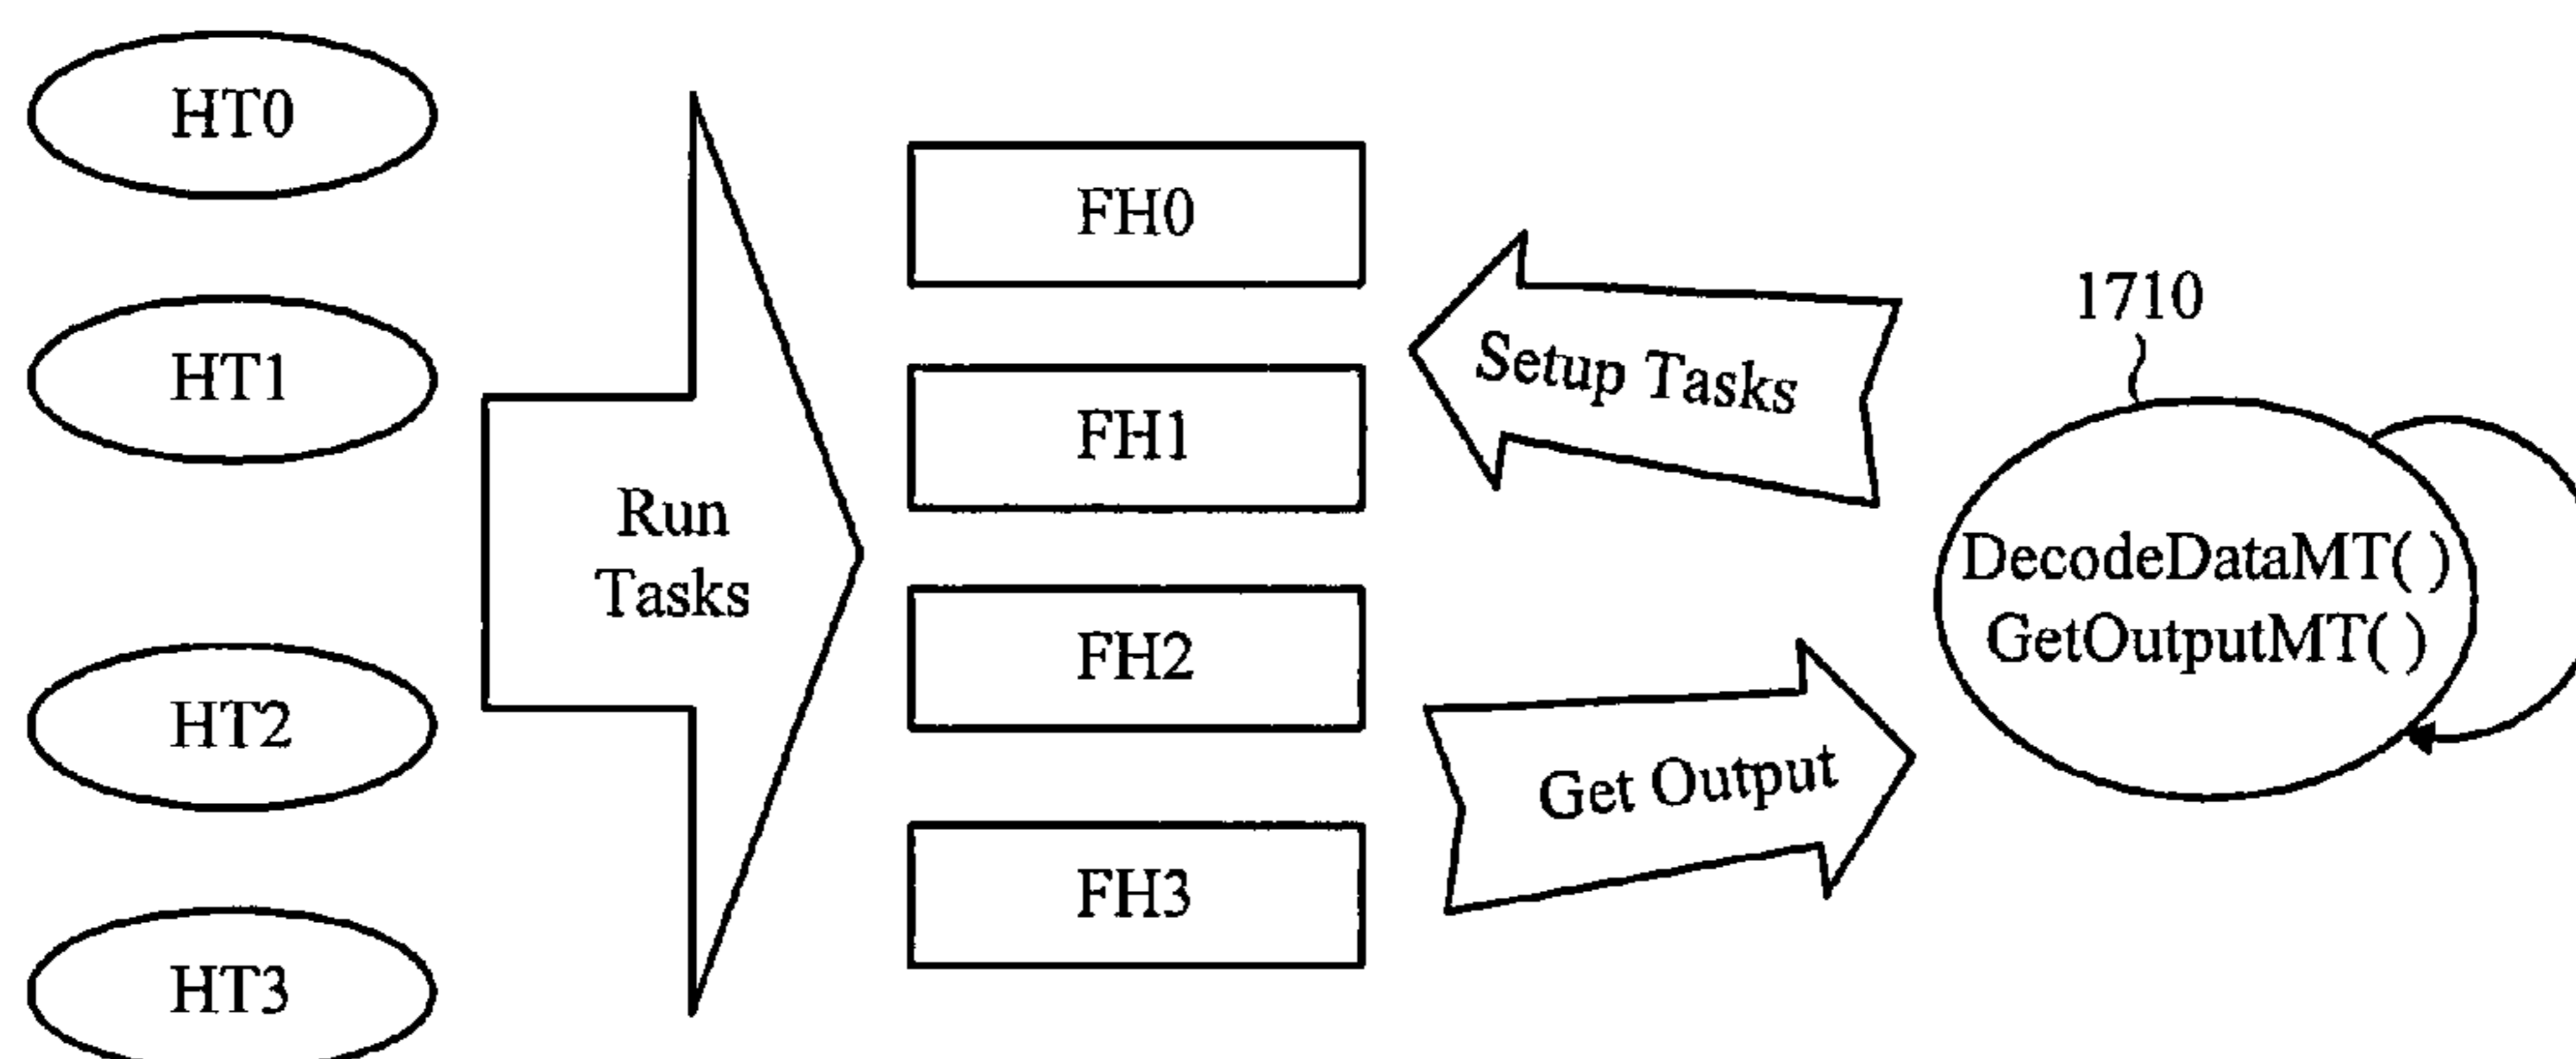 HT0
HT1
HT2
HT3
Run
Tasks
FH0
FH1
FH2
FH3
Setup Tasks
Get Output
1710
DecodeDataMT( )
GetOutputMT( )